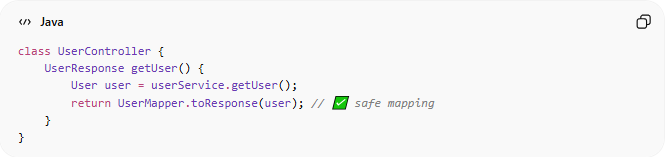 </> Java
class UserController {
    UserResponse getUser() {
        User user = userService.getUser();
        return UserMapper.toResponse(user); // ✅ safe mapping
    }
}